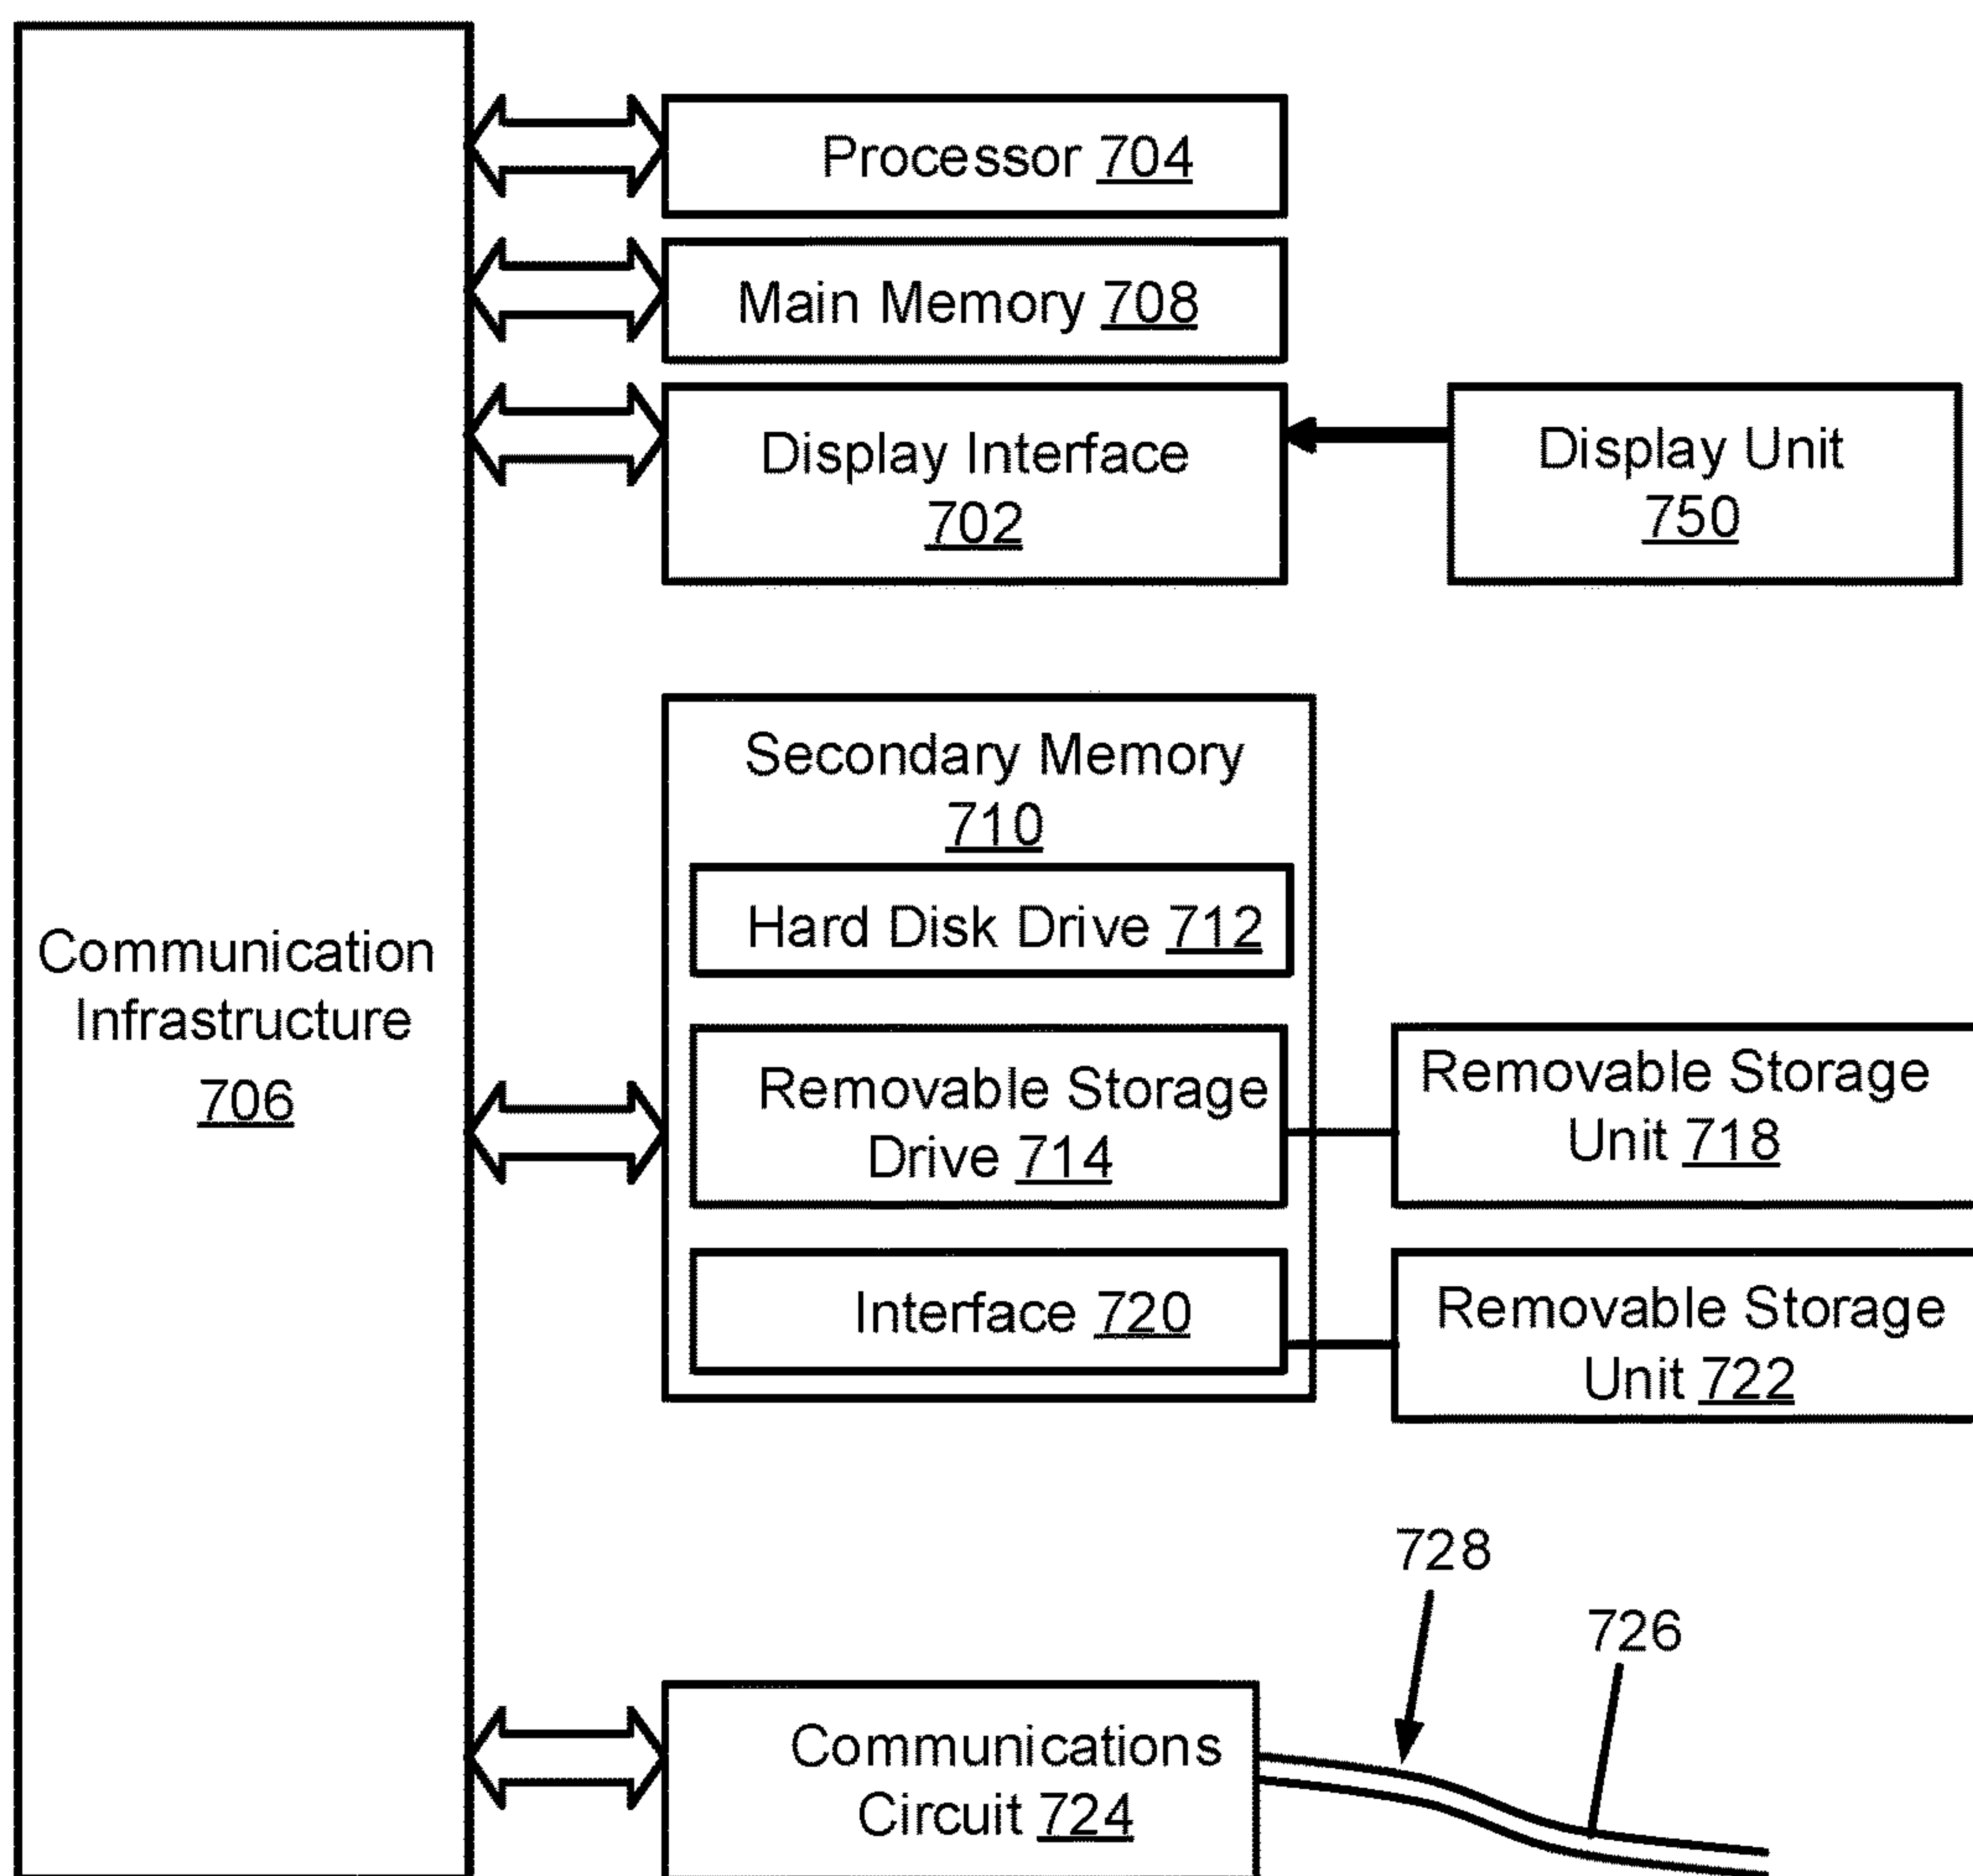 Processor 704
Main Memory 708
Display Interface
702
Display Unit
750
Secondary Memory
710
Hard Disk Drive 712
Communication
Infrastructure
706
Removable Storage
Drive 714
Removable Storage
Unit 718
Interface 720
Removable Storage
Unit 722
728
726
Communications
Circuit 724